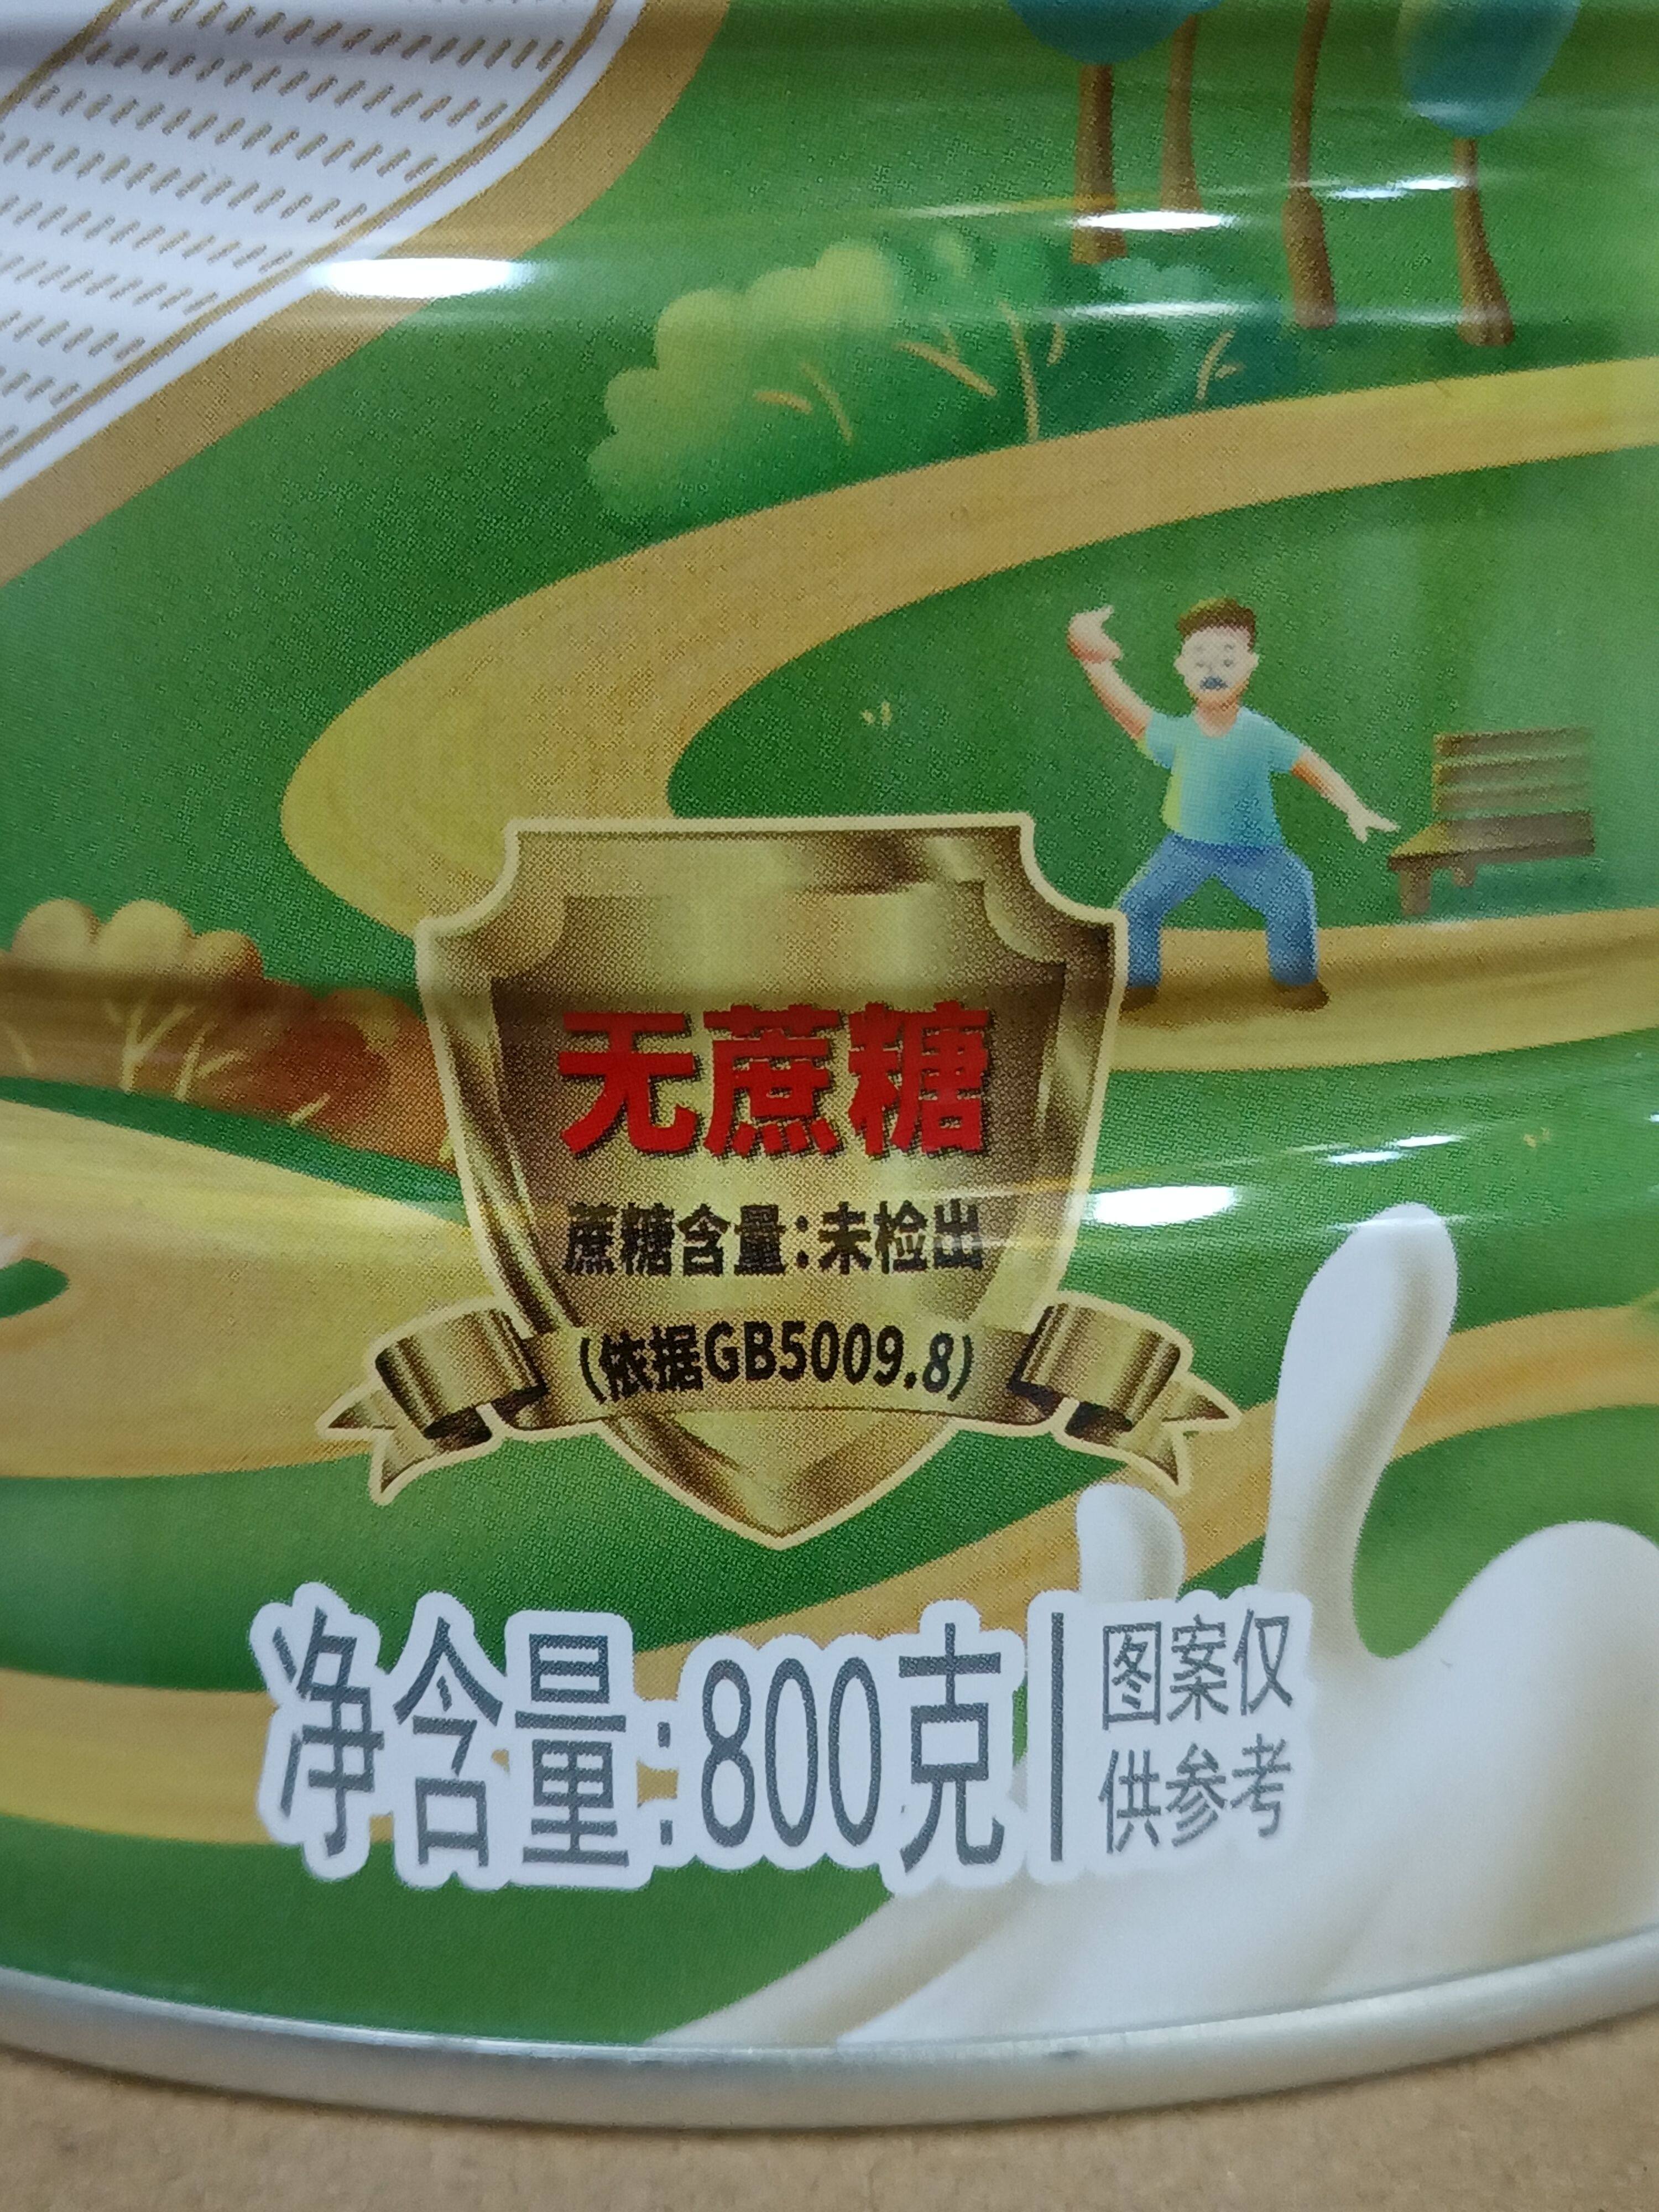 无蔗糖
蔗糖含量:未检出
(依据GB5009.8)
净含量:800克
图案仅
供参考